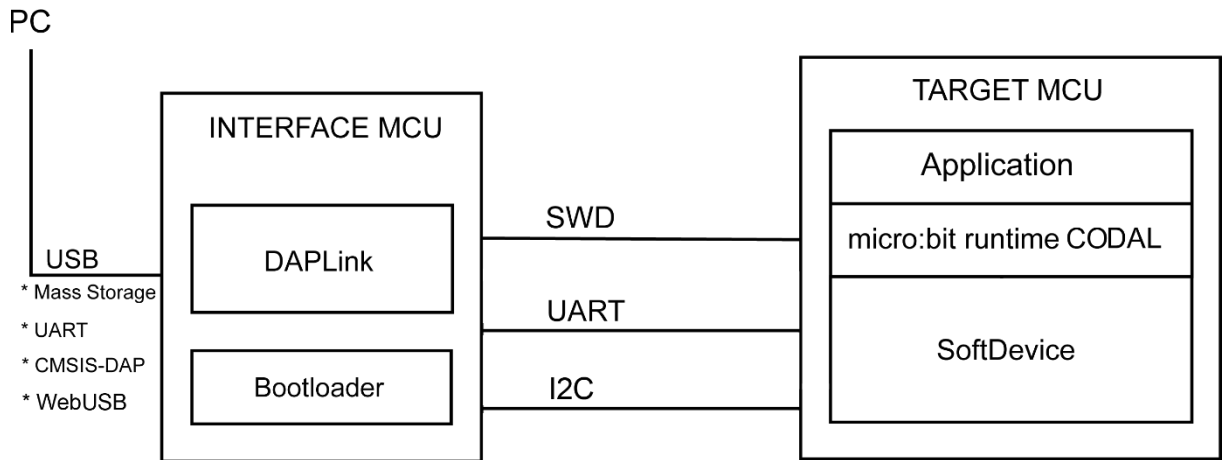 PC
USB
* Mass Storage
* UART
* CMSIS-DAP
* WebUSB
INTERFACE MCU
DAPLink
Bootloader
SWD
UART
I2C
TARGET MCU
Application
micro:bit runtime CODAL
SoftDevice